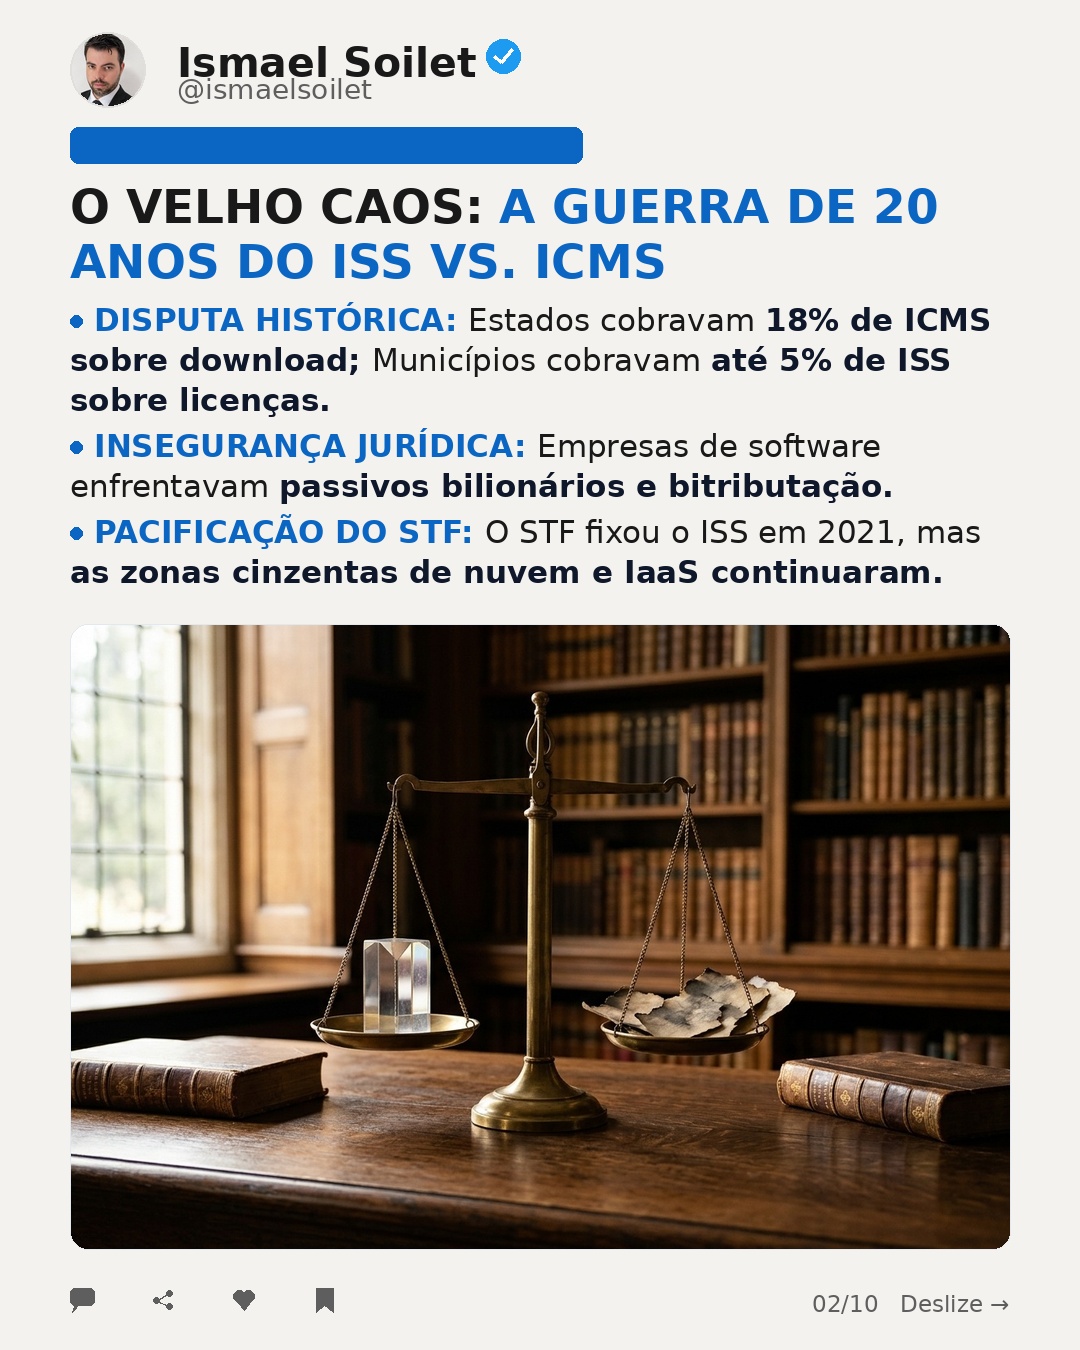 Ismael Soilet
@ismaelsoilet
O VELHO CAOS: A GUERRA DE 20
ANOS DO ISS VS. ICMS
• DISPUTA HISTÓRICA: Estados cobravam 18% de ICMS
sobre download; Municípios cobravam até 5% de ISS
sobre licenças.
• INSEGURANÇA JURÍDICA: Empresas de software
enfrentavam passivos bilionários e bitributação.
• PACIFICAÇÃO DO STF: O STF fixou o ISS em 2021, mas
as zonas cinzentas de nuvem e IaaS continuaram.
02/10 Deslize →